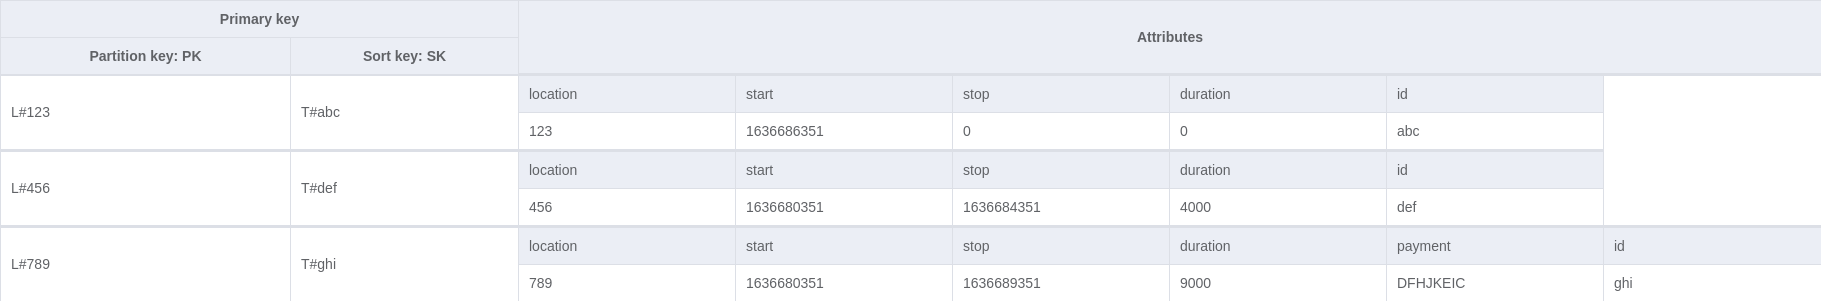 Primary key
Attributes
Partition key: PK Sort key: SK
L#123 T#abc
location start stop duration id
123 1636686351 0 0 abc
L#456 T#def
location start stop duration id
456 1636680351 1636684351 4000 def
L#789 T#ghi
location start stop duration payment id
789 1636680351 1636689351 9000 DFHJKEIC ghi